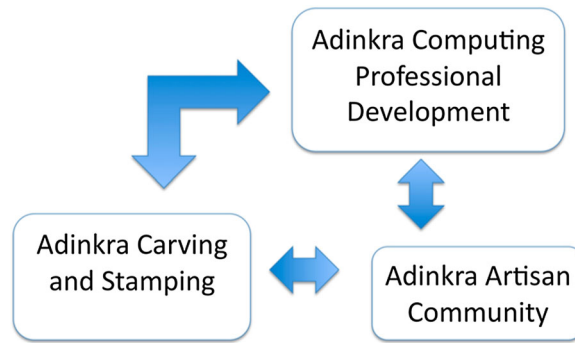 Adinkra Computing
Professional
Development
Adinkra Carving
and Stamping
Adinkra Artisan
Community